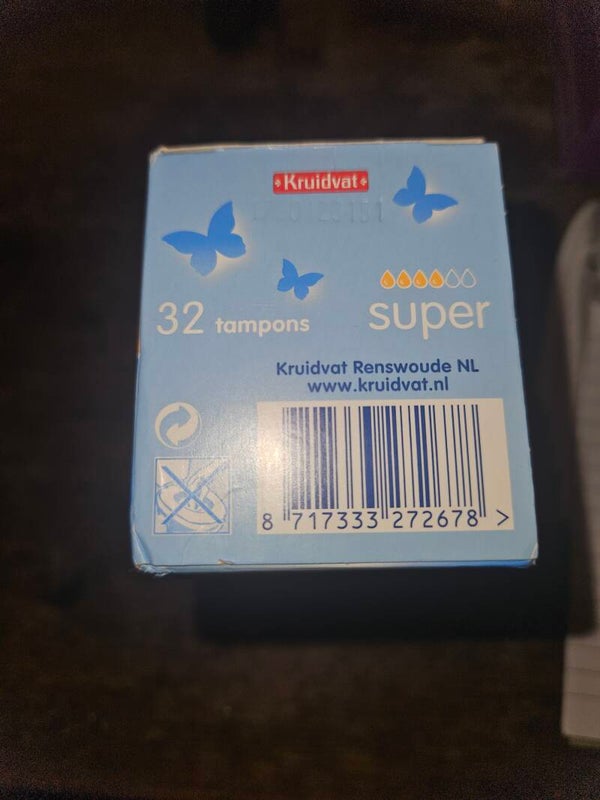 Kruidvat
32 tampons
super
Kruidvat Renswoude NL
www.kruidvat.nl
8 717333 272678 >